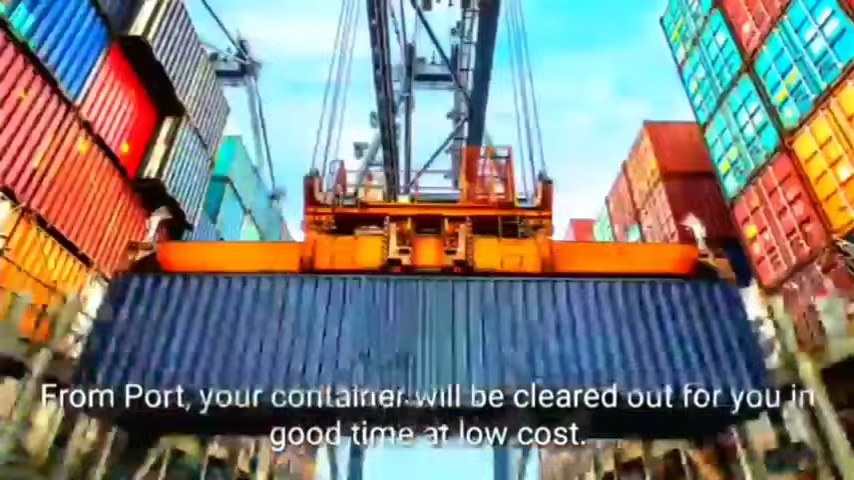 From Port, your container will be cleared out for you in
good time at low cost.